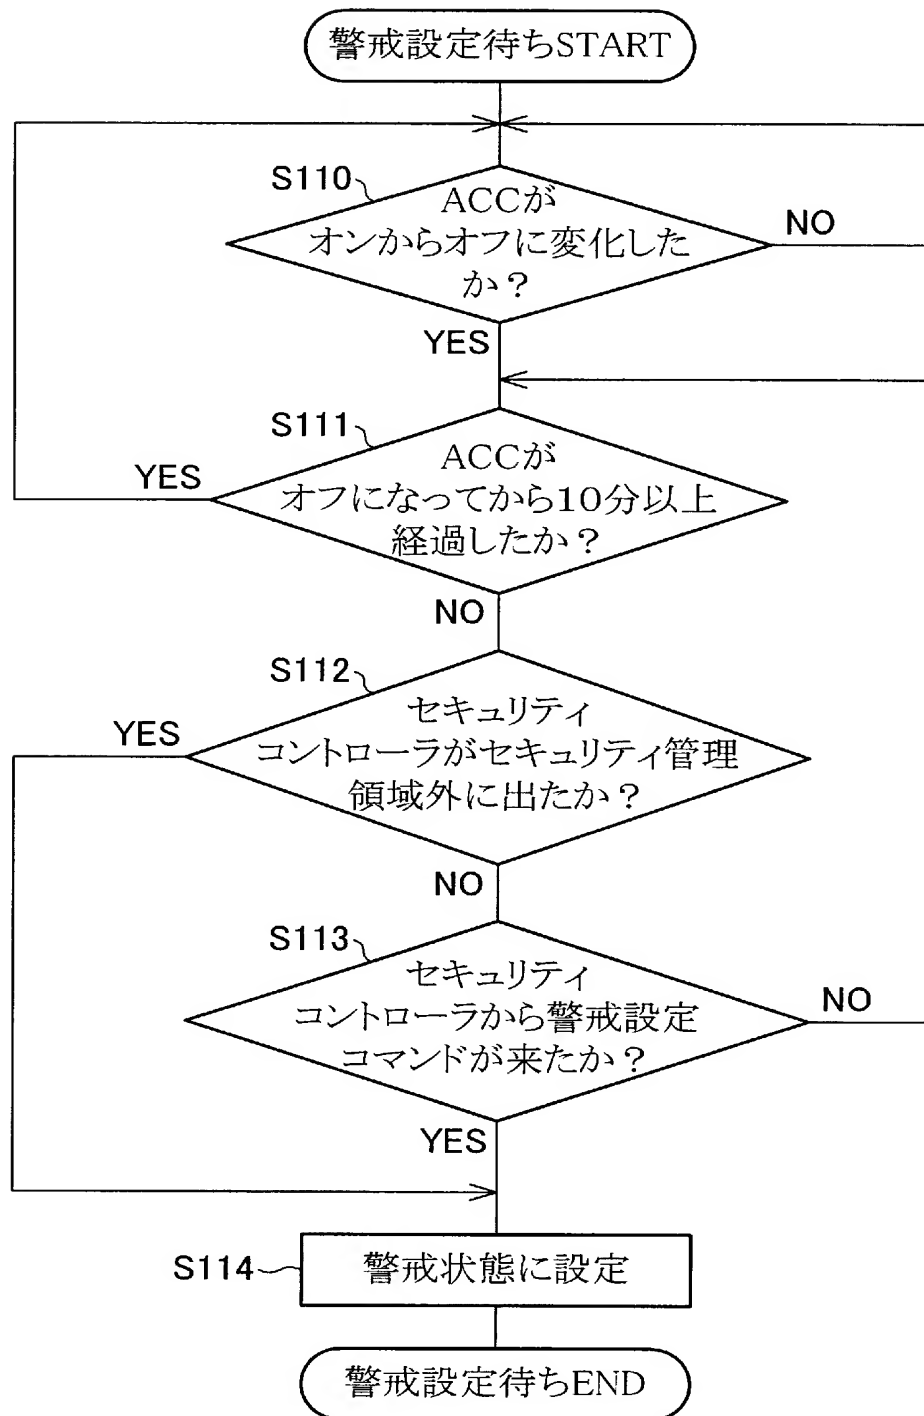 警戒設定待ちSTART
S110
ACCが
オンからオフに変化した
か？
NO
YES
S111
ACCが
オフになってから10分以上
経過したか？
YES
NO
S112
セキュリティ
コントローラがセキュリティ管理
領域外に出たか？
YES
NO
S113
セキュリティ
コントローラから警戒設定
コマンドが来たか？
NO
YES
S114
警戒状態に設定
警戒設定待ちEND